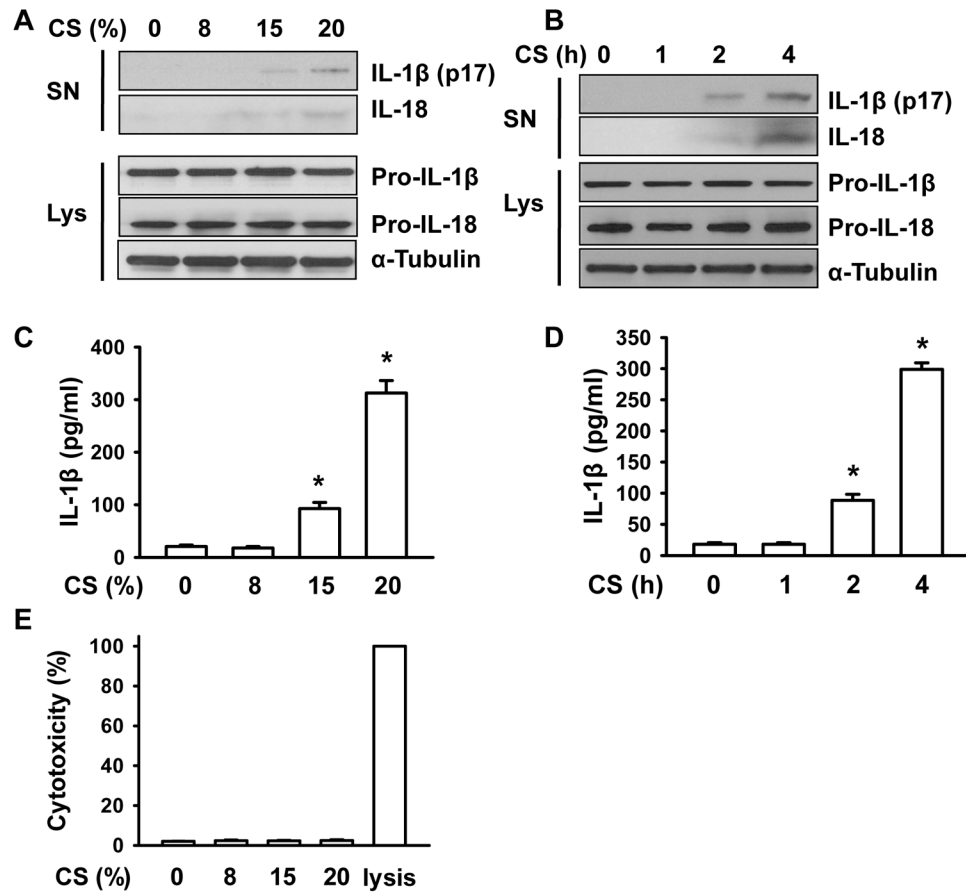 A
CS (%) 0 8 15 20
SN
IL-1β (p17)
IL-18
Lys
Pro-IL-1β
Pro-IL-18
α-Tubulin
B
CS (h) 0 1 2 4
SN
IL-1β (p17)
IL-18
Lys
Pro-IL-1β
Pro-IL-18
α-Tubulin
C
IL-1β (pg/ml)
400
300
200
100
0
*
*
CS (%) 0 8 15 20
D
IL-1β (pg/ml)
350
300
250
200
150
100
50
0
*
*
CS (h) 0 1 2 4
E
Cytotoxicity (%)
100
80
60
40
20
0
CS (%) 0 8 15 20 lysis